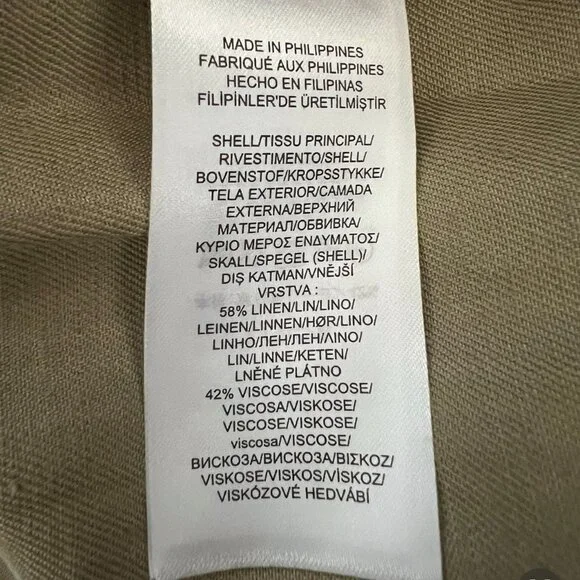 MADE IN PHILIPPINES
FABRIQUÉ AUX PHILIPPINES
HECHO EN FILIPINAS
FİLİPİNLER'DE ÜRETİLMİŞTİR
SHELL/TISSU PRINCIPAL/
RIVESTIMENTO/SHELL/
BOVENSTOF/KROPSSTYKKE/
TELA EXTERIOR/CAMADA
EXTERNA/ВЕРХНИЙ
МАТЕРИАЛ/ОБВИВКА/
ΚΥΡΙΟ ΜΕΡΟΣ ΕΝΔΥΜΑΤΟΣ/
SKALL/SPEGEL (SHELL)/
DIŞ KATMAN/VNĚJŠÍ
VRSTVA :
58% LINEN/LIN/LINO/
LEINEN/LINNEN/HØR/LINO/
LINHO/ЛЕН/ЛЕН/ΛΙΝΟ/
LIN/LINNE/KETEN/
LNĚNÉ PLÁTNO
42% VISCOSE/VISCOSE/
VISCOSA/VISKOSE/
VISCOSE/VISKOSE/
viscosa/VISCOSE/
ВИСКОЗА/ВИСКОЗА/ΒΙΣΚΟΖ/
VISKOSE/VISKOS/VİSKOZ/
VISKÓZOVÉ HEDVÁBÍ